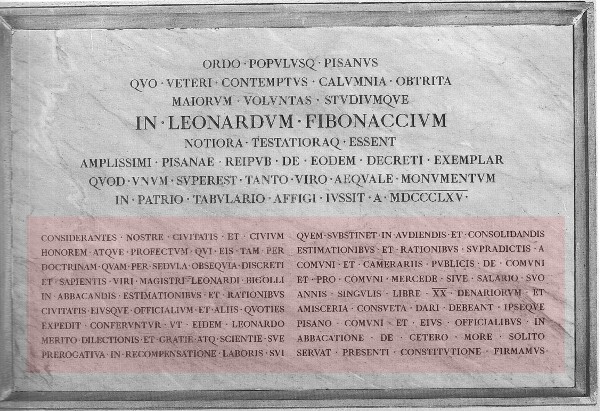 ORDO · POPVLVSQ · PISANVS
QVO · VETERI · CONTEMPTVS · CALVMNIA · OBTRITA
MAIORVM · VOLVNTAS · STVDIVMQVE
IN · LEONARDVM · FIBONACCIVM
NOTIORA · TESTATIORAQ · ESSENT
AMPLISSIMI · PISANAE · REIPVB · DE · EODEM · DECRETI · EXEMPLAR
QVOD · VNVM · SVPEREST · TANTO · VIRO · AEQVALE · MONVMENTVM
IN · PATRIO · TABVLARIO · AFFIGI · IVSSIT · A · MDCCCLXV ·
CONSIDERANTES · NOSTRE · CIVITATIS · ET · CIVIVM
HONOREM · ATQVE · PROFECTVM · QVI · EIS · TAM · PER
DOCTRINAM · QVAM · PER · SEDVLA · OBSEQVIA · DISCRETI
ET · SAPIENTIS · VIRI · MAGISTRI · LEONARDI · BIGOLLI
IN · ABBACANDIS · ESTIMATIONIBVS · ET · RATIONIBVS
CIVITATIS · EIVSQVE · OFFICIALIVM · ET · ALIIS · QVOTIES
EXPEDIT · CONFERVNTVR · VT · EIDEM · LEONARDO
MERITO · DILECTIONIS · ET · GRATIE · ATQ · SCIENTIE · SVE
PREROGATIVA · IN · RECOMPENSATIONE · LABORIS · SVI
QVEM · SVBSTINET · IN · AVDIENDIS · ET · CONSOLIDANDIS
ESTIMATIONIBVS · ET · RATIONIBVS · SVPRADICTIS · A
COMVNI · ET · CAMERARIIS · PVBLICIS · DE · COMVNI
ET · PRO · COMVNI · MERCEDE · SIVE · SALARIO · SVO
ANNIS · SINGVLIS · LIBRE · XX · DENARIORVM · ET
AMISCERIA · CONSVETA · DARI · DEBEANT · IPSEQVE
PISANO · COMVNI · ET · EIVS · OFFICIALIBVS · IN
ABBACATIONE · DE · CETERO · MORE · SOLITO
SERVAT · PRESENTI · CONSTITVTIONE · FIRMAMVS ·